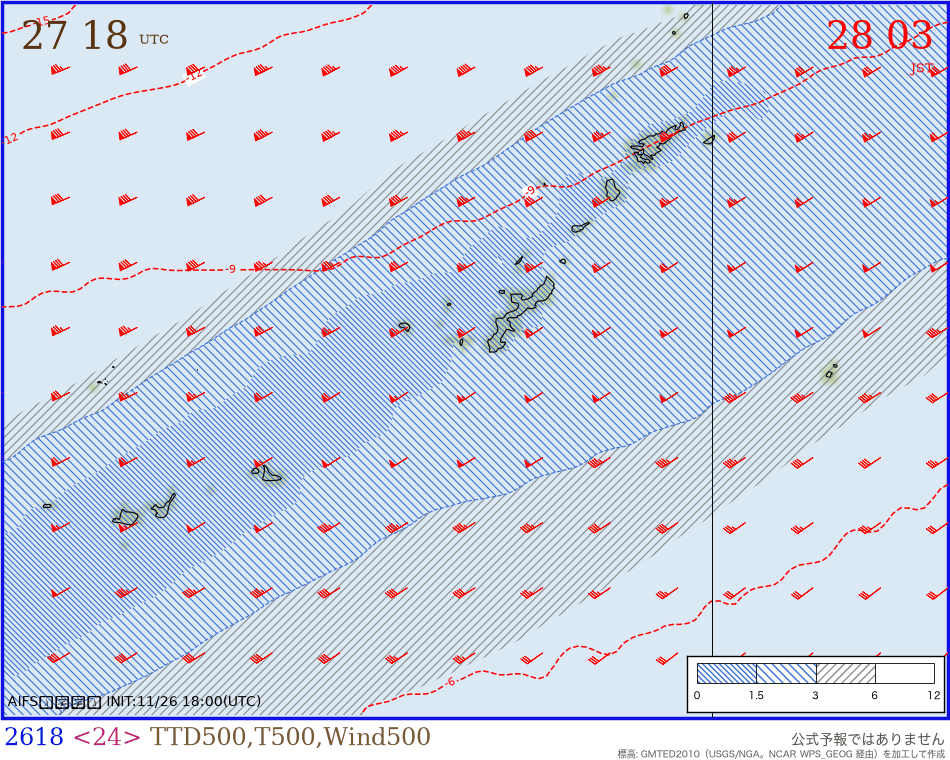 27 18 UTC
28 03
JST
-15
-12
-12
-9
-9
-6
AIFS□□□□ INIT:11/26 18:00(UTC)
0 1.5 3 6 12
2618 <24> TTD500,T500,Wind500
公式予報ではありません
標高: GMTED2010（USGS/NGA。NCAR WPS_GEOG 経由）を加工して作成